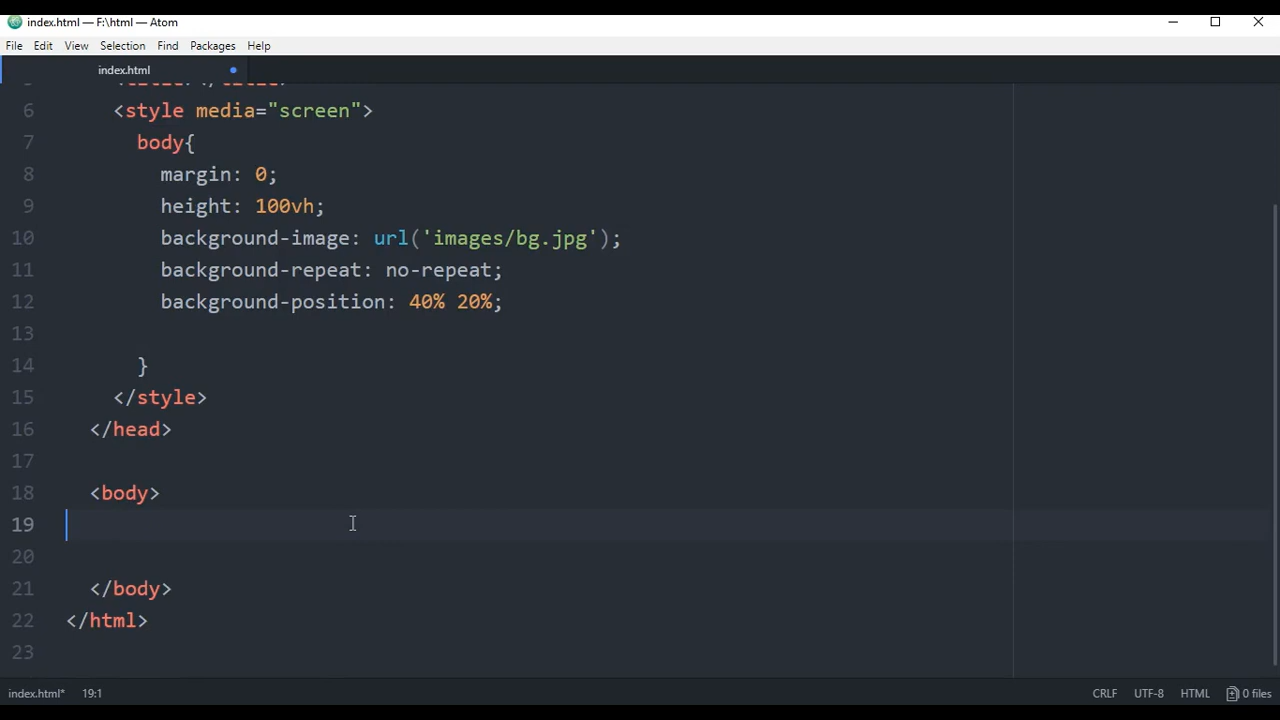 index.html — F:\html — Atom
File Edit View Selection Find Packages Help
index.html
6 <style media="screen">
7 body{
8 margin: 0;
9 height: 100vh;
10 background-image: url('images/bg.jpg');
11 background-repeat: no-repeat;
12 background-position: 40% 20%;
13
14 }
15 </style>
16 </head>
17
18 <body>
19
20
21 </body>
22 </html>
23
index.html* 19:1 CRLF UTF-8 HTML 0 files